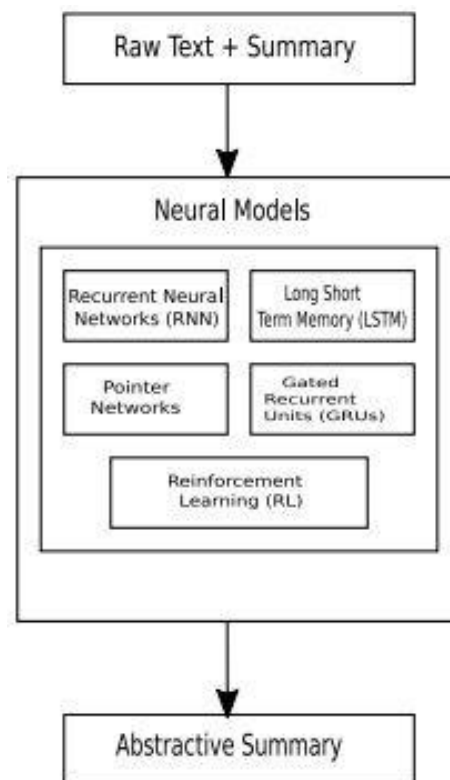 Raw Text + Summary
Neural Models
Recurrent Neural
Networks (RNN)
Long Short
Term Memory (LSTM)
Pointer
Networks
Gated
Recurrent
Units (GRUs)
Reinforcement
Learning (RL)
Abstractive Summary